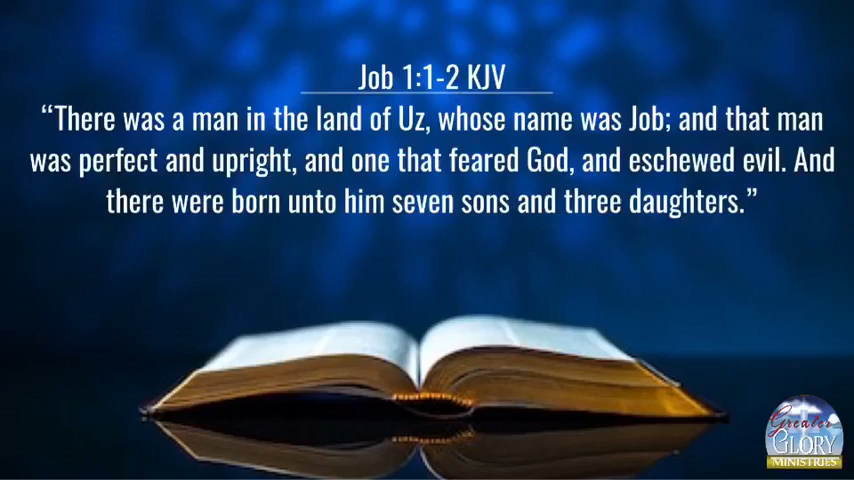 Job 1:1-2 KJV
“There was a man in the land of Uz, whose name was Job; and that man
was perfect and upright, and one that feared God, and eschewed evil. And
there were born unto him seven sons and three daughters.”
Greater
GLORY
MINISTRIES